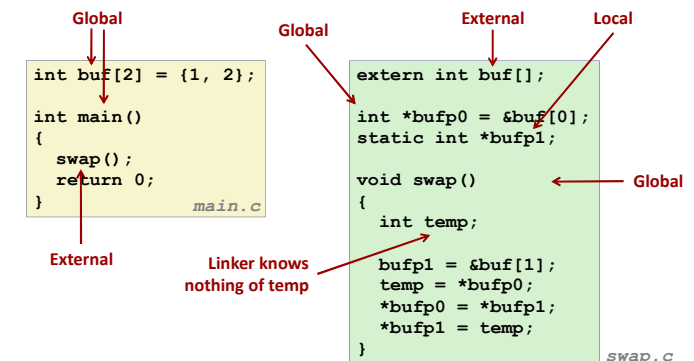 Global
int buf[2] = {1, 2};
int main()
{
  swap();
  return 0;
}
main.c
External
Global
External
Local
extern int buf[];
int *bufp0 = &buf[0];
static int *bufp1;
void swap()
Global
{
  int temp;
Linker knows
nothing of temp
  bufp1 = &buf[1];
  temp = *bufp0;
  *bufp0 = *bufp1;
  *bufp1 = temp;
}
swap.c